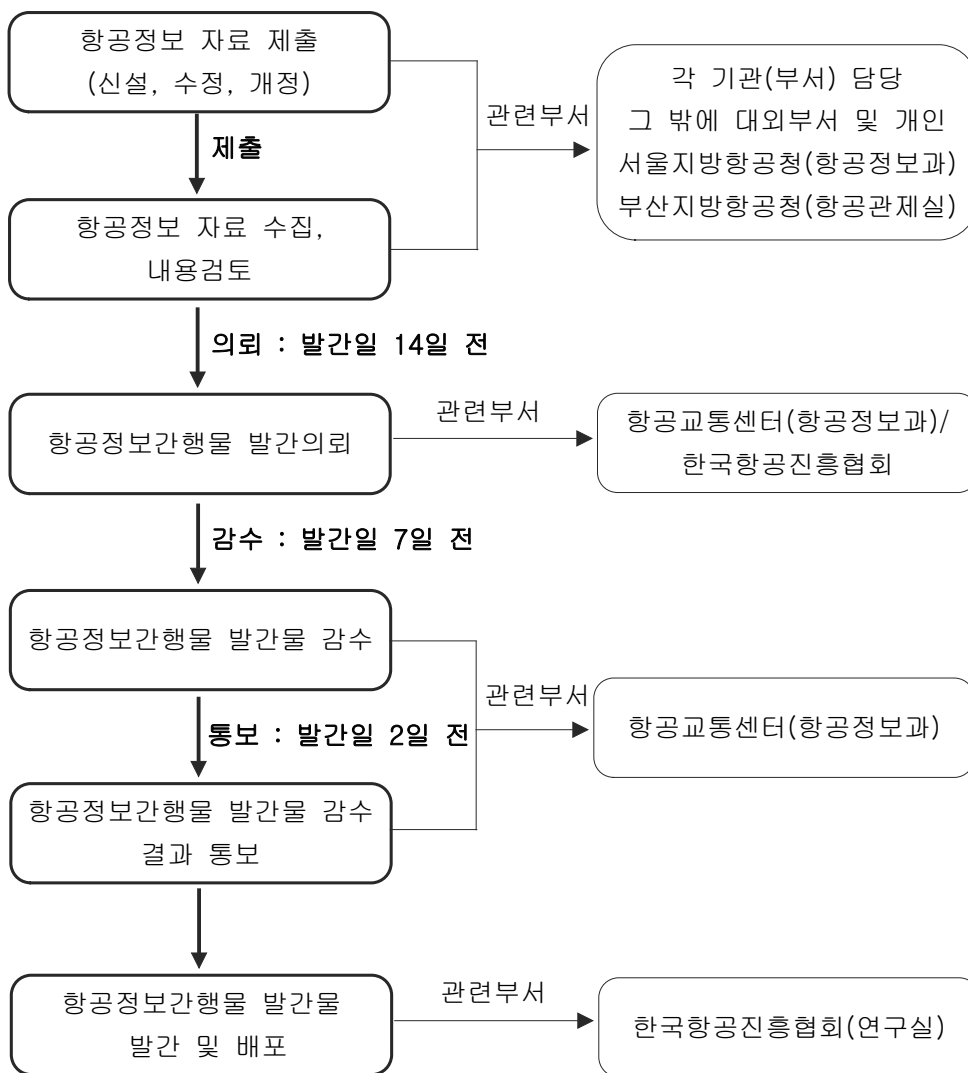 항공정보 자료 제출
(신설, 수정, 개정)
제출
관련부서
각 기관(부서) 담당
그 밖에 대외부서 및 개인
서울지방항공청(항공정보과)
부산지방항공청(항공관제실)
항공정보 자료 수집,
내용검토
의뢰 : 발간일 14일 전
항공정보간행물 발간의뢰
관련부서
항공교통센터(항공정보과)/
한국항공진흥협회
감수 : 발간일 7일 전
항공정보간행물 발간물 감수
관련부서
항공교통센터(항공정보과)
통보 : 발간일 2일 전
항공정보간행물 발간물 감수
결과 통보
항공정보간행물 발간물
발간 및 배포
관련부서
한국항공진흥협회(연구실)